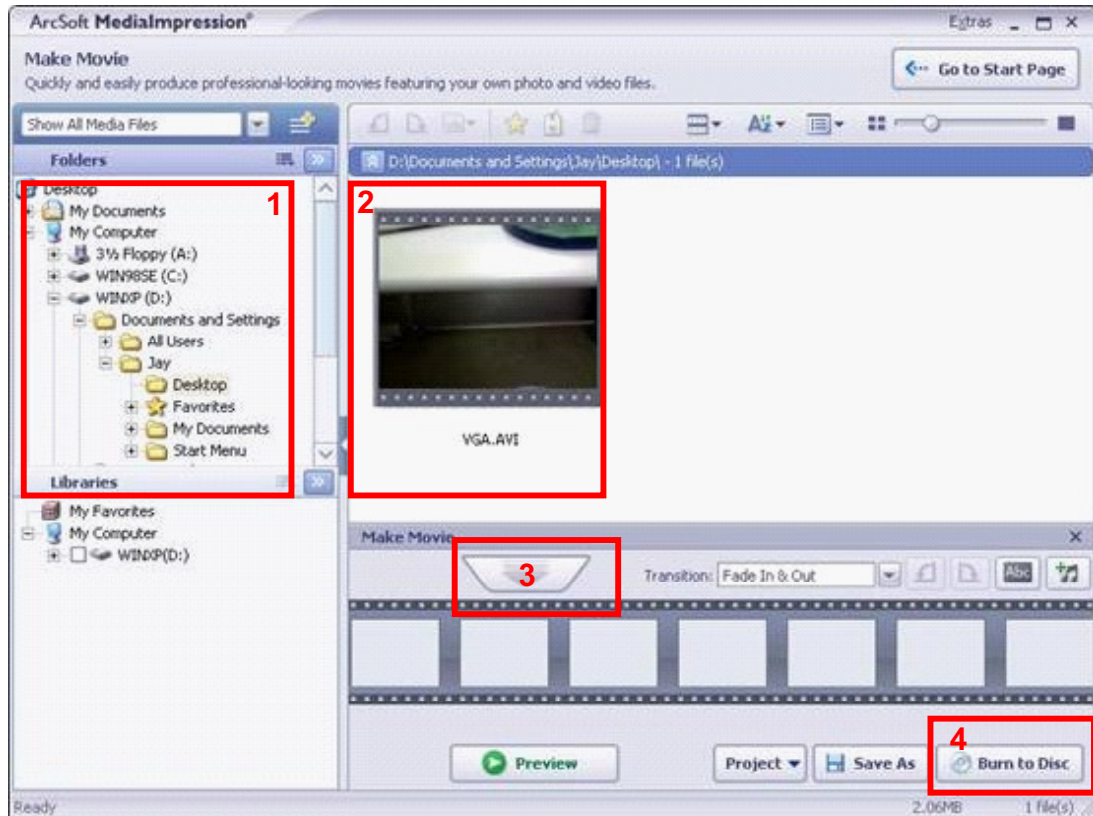 ArcSoft MediaImpression®
Extras
Make Movie
Quickly and easily produce professional-looking movies featuring your own photo and video files.
Go to Start Page
Show All Media Files
Folders
D:\Documents and Settings\Jay\Desktop\ - 1 file(s)
Desktop
1
2
My Documents
My Computer
3½ Floppy (A:)
WIN98SE (C:)
WINXP (D:)
Documents and Settings
All Users
Jay
Desktop
Favorites
My Documents
Start Menu
VGA.AVI
Libraries
My Favorites
My Computer
WINXP(D:)
Make Movie
3
Transition: Fade In & Out
Abc
4
Preview
Project
Save As
Burn to Disc
Ready
2.06MB
1 file(s)